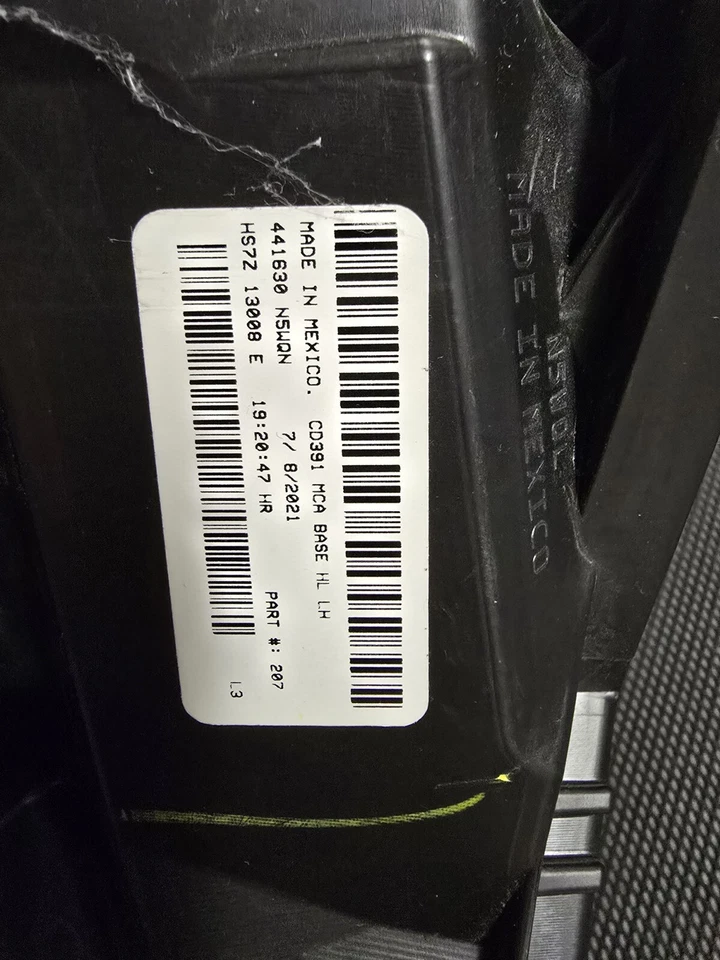 MADE IN MEXICO. CD391 MCA BASE HL LH
441630 N5WQN 7/ 8/2021
HS7Z 13008 E 19:20:47 HR PART #: 207
L3
MADE IN MEXICO